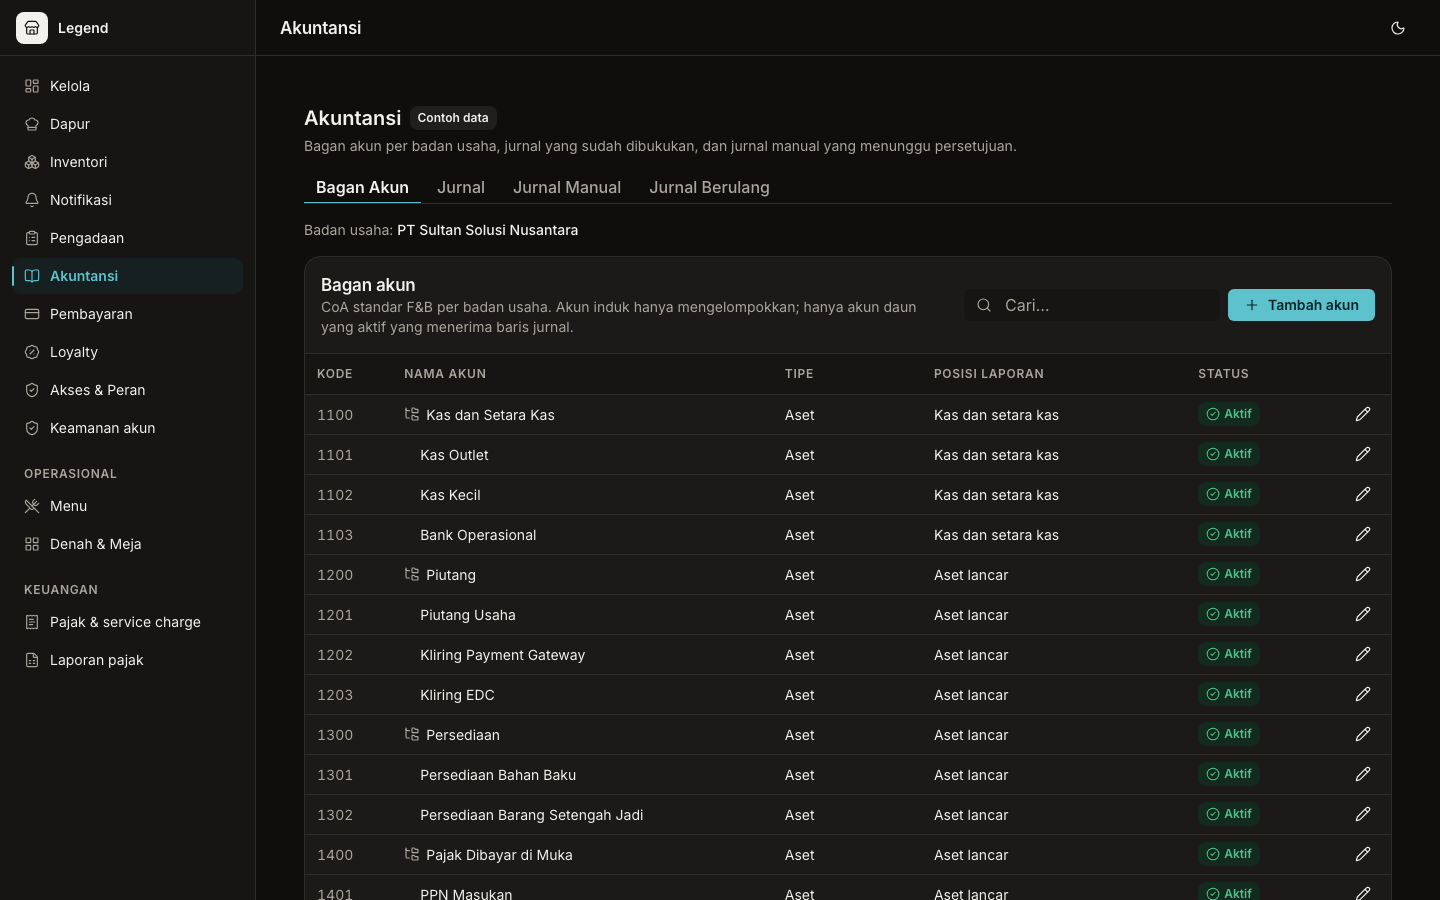 Legend
Akuntansi
Kelola
Dapur
Inventori
Notifikasi
Pengadaan
Akuntansi
Pembayaran
Loyalty
Akses & Peran
Keamanan akun
OPERASIONAL
Menu
Denah & Meja
KEUANGAN
Pajak & service charge
Laporan pajak
Akuntansi Contoh data
Bagan akun per badan usaha, jurnal yang sudah dibukukan, dan jurnal manual yang menunggu persetujuan.
Bagan Akun Jurnal Jurnal Manual Jurnal Berulang
Badan usaha: PT Sultan Solusi Nusantara
Bagan akun
CoA standar F&B per badan usaha. Akun induk hanya mengelompokkan; hanya akun daun
yang aktif yang menerima baris jurnal.
Cari...
Tambah akun
KODE NAMA AKUN TIPE POSISI LAPORAN STATUS
1100 Kas dan Setara Kas Aset Kas dan setara kas Aktif
1101 Kas Outlet Aset Kas dan setara kas Aktif
1102 Kas Kecil Aset Kas dan setara kas Aktif
1103 Bank Operasional Aset Kas dan setara kas Aktif
1200 Piutang Aset Aset lancar Aktif
1201 Piutang Usaha Aset Aset lancar Aktif
1202 Kliring Payment Gateway Aset Aset lancar Aktif
1203 Kliring EDC Aset Aset lancar Aktif
1300 Persediaan Aset Aset lancar Aktif
1301 Persediaan Bahan Baku Aset Aset lancar Aktif
1302 Persediaan Barang Setengah Jadi Aset Aset lancar Aktif
1400 Pajak Dibayar di Muka Aset Aset lancar Aktif
1401 PPN Masukan Aset Aset lancar Aktif